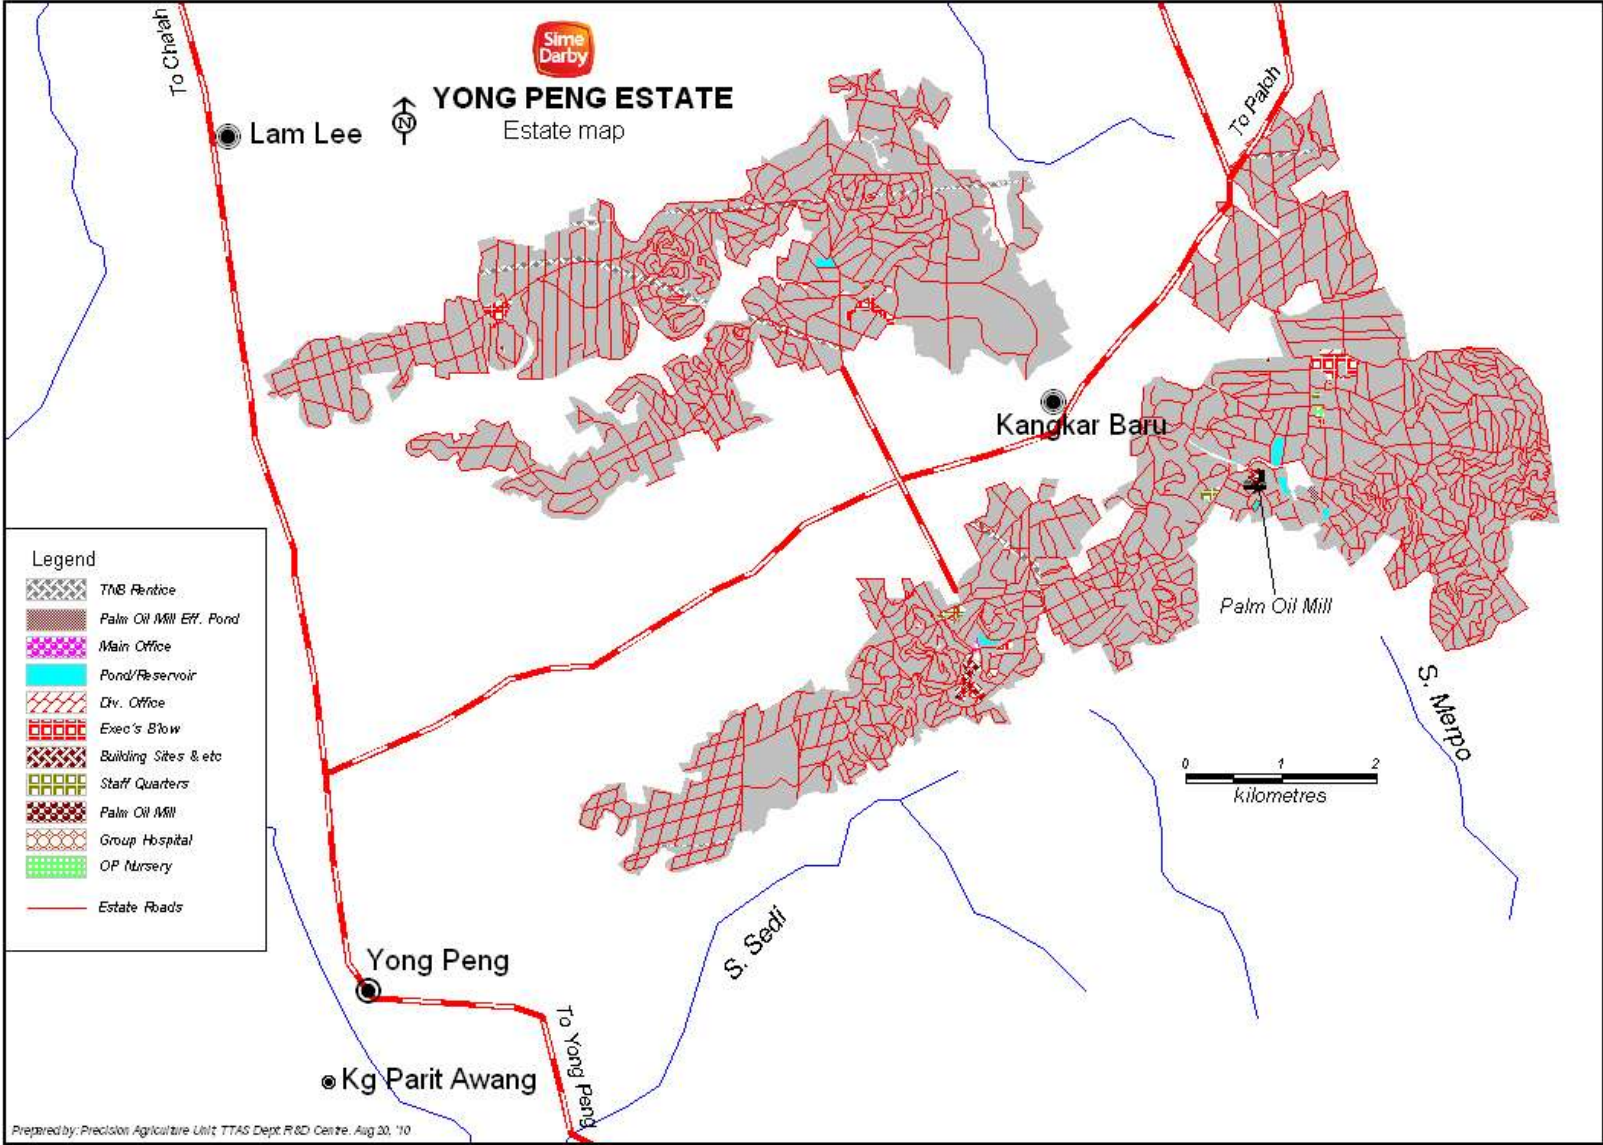 Sime
Darby
YONG PENG ESTATE
Estate map
N
To Cha'ah
Lam Lee
To Paloh
Kangkar Baru
Palm Oil Mill
S. Merpo
0 1 2
kilometres
S. Sedi
Legend
TNB Rentice
Palm Oil Mill Eff. Pond
Main Office
Pond/Reservoir
Div. Office
Exec's B'low
Building Sites & etc
Staff Quarters
Palm Oil Mill
Group Hospital
OP Nursery
Estate Roads
Yong Peng
To Yong Peng
Kg Parit Awang
Prepared by: Precision Agriculture Unit, TTAS Dept. R&D Centre. Aug 20, '10